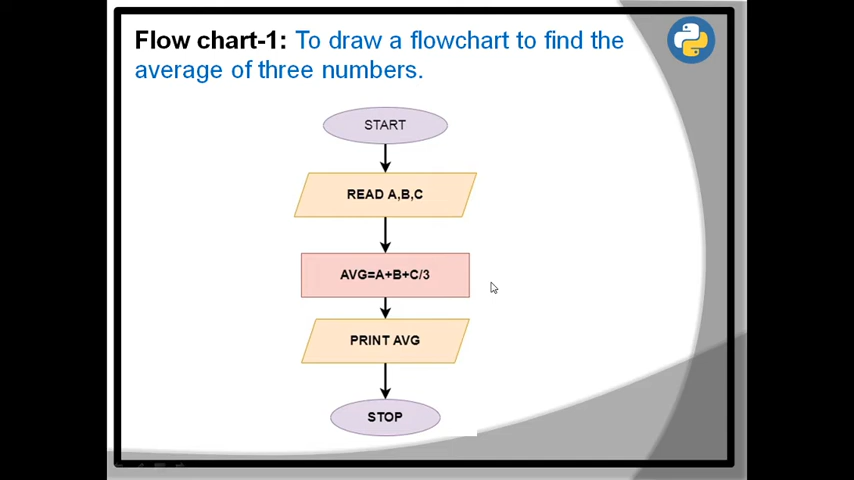 Flow chart-1: To draw a flowchart to find the
average of three numbers.
START
READ A,B,C
AVG=A+B+C/3
PRINT AVG
STOP